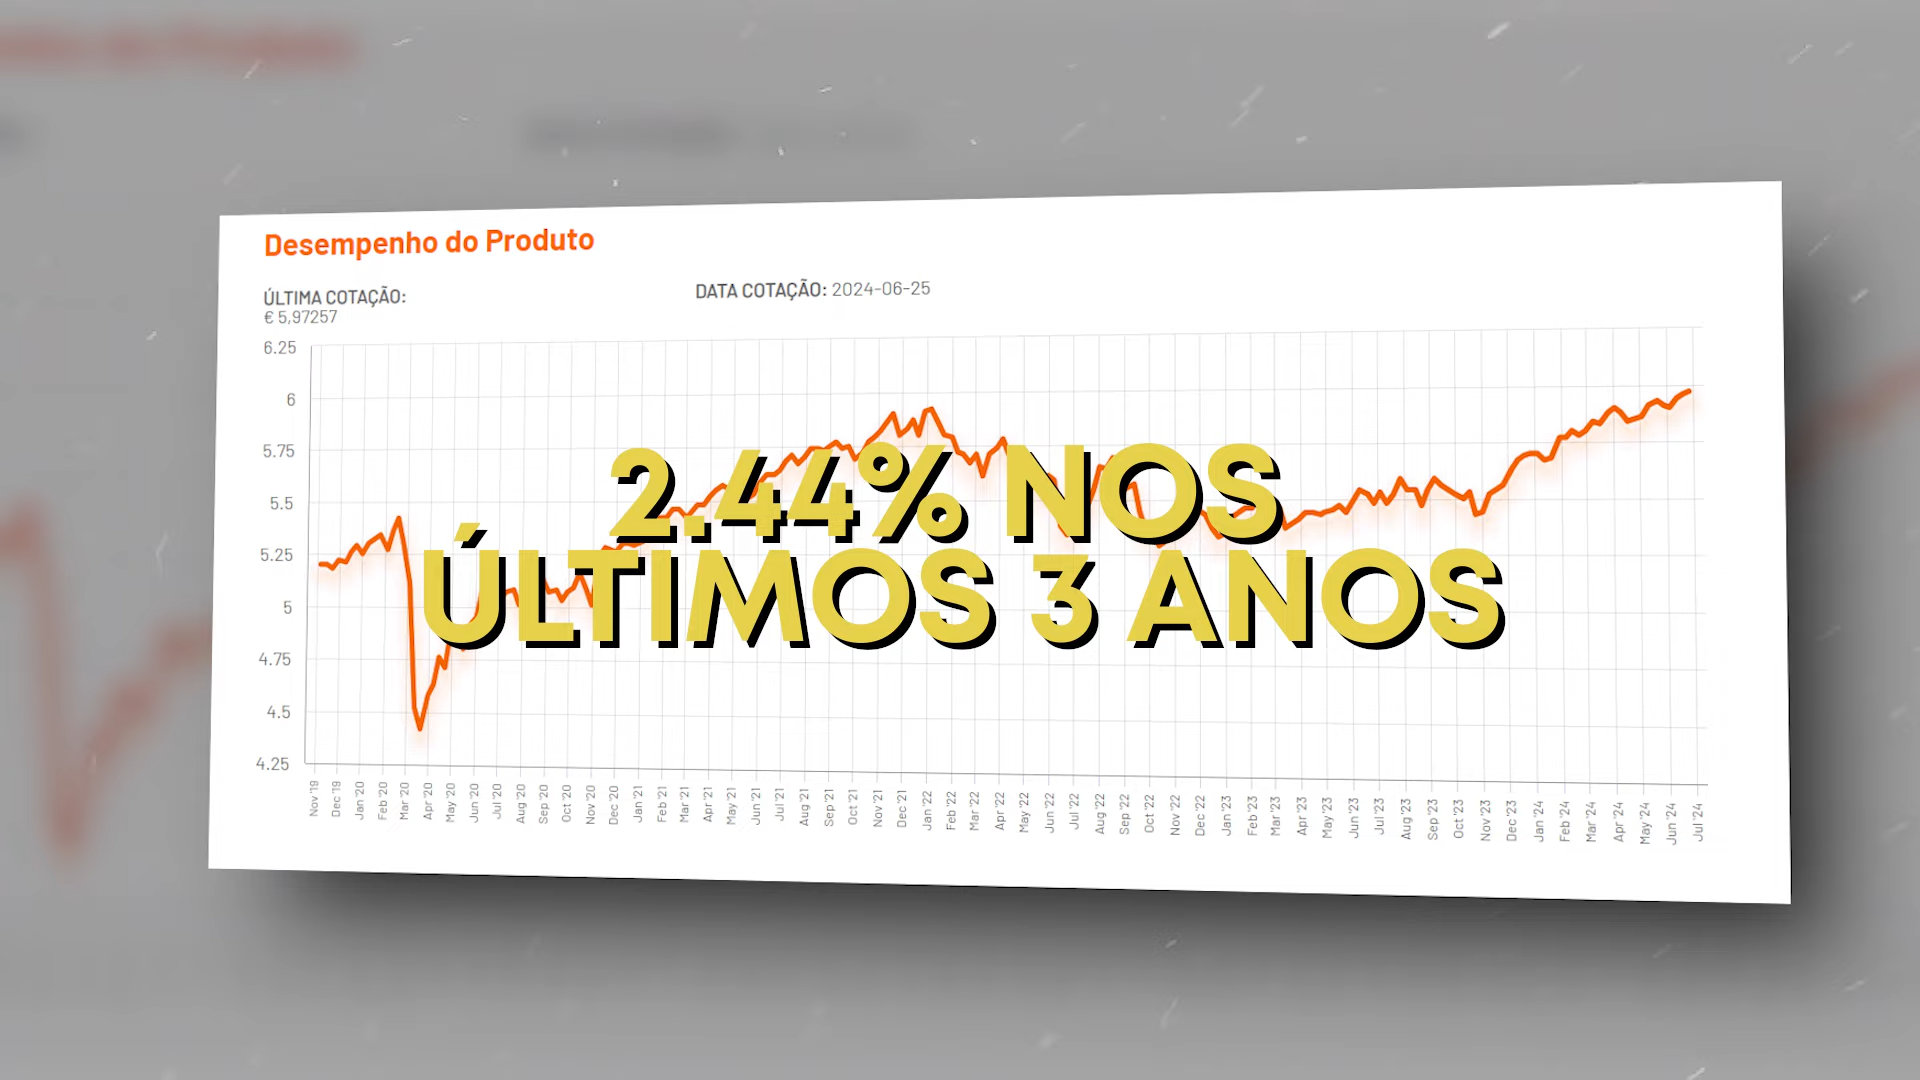 Desempenho do Produto
ÚLTIMA COTAÇÃO:
€ 5,97257
DATA COTAÇÃO: 2024-06-25
6.25
6
5.75
5.5
5.25
5
4.75
4.5
4.25
2.44% NOS
ÚLTIMOS 3 ANOS
Nov '19
Dec '19
Jan '20
Feb '20
Mar '20
Apr '20
May '20
Jun '20
Jul '20
Aug '20
Sep '20
Oct '20
Nov '20
Dec '20
Jan '21
Feb '21
Mar '21
Apr '21
May '21
Jun '21
Jul '21
Aug '21
Sep '21
Oct '21
Nov '21
Dec '21
Jan '22
Feb '22
Mar '22
Apr '22
May '22
Jun '22
Jul '22
Aug '22
Sep '22
Oct '22
Nov '22
Dec '22
Jan '23
Feb '23
Mar '23
Apr '23
May '23
Jun '23
Jul '23
Aug '23
Sep '23
Oct '23
Nov '23
Dec '23
Jan '24
Feb '24
Mar '24
Apr '24
May '24
Jun '24
Jul '24